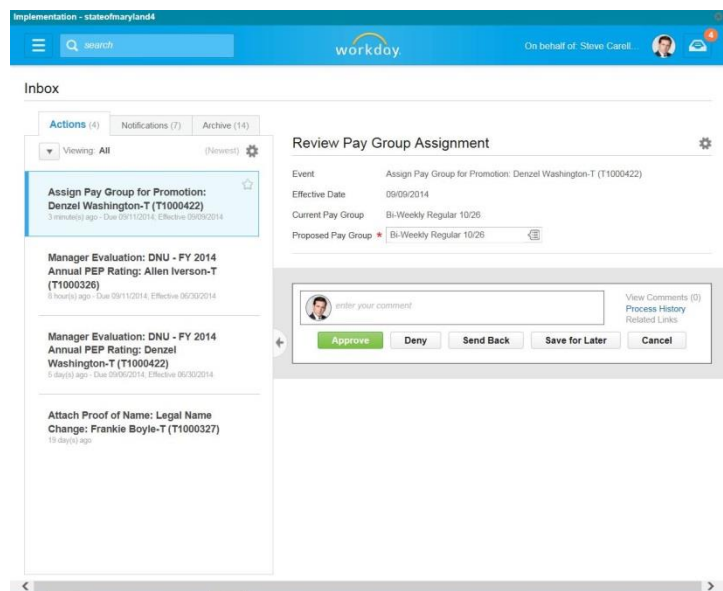 Implementation - stateofmaryland4
search
workday.
On behalf of: Steve Carell...
4
Inbox
Actions (4)
Notifications (7)
Archive (14)
Viewing: All
(Newest)
Assign Pay Group for Promotion:
Denzel Washington-T (T1000422)
3 minute(s) ago - Due 09/11/2014, Effective 09/09/2014
Manager Evaluation: DNU - FY 2014
Annual PEP Rating: Allen Iverson-T
(T1000326)
8 hour(s) ago - Due 09/11/2014, Effective 06/30/2014
Manager Evaluation: DNU - FY 2014
Annual PEP Rating: Denzel
Washington-T (T1000422)
5 day(s) ago - Due 09/06/2014, Effective 06/30/2014
Attach Proof of Name: Legal Name
Change: Frankie Boyle-T (T1000327)
19 day(s) ago
Review Pay Group Assignment
Event Assign Pay Group for Promotion: Denzel Washington-T (T1000422)
Effective Date 09/09/2014
Current Pay Group Bi-Weekly Regular 10/26
Proposed Pay Group * Bi-Weekly Regular 10/26
enter your comment
View Comments (0)
Process History
Related Links
Approve
Deny
Send Back
Save for Later
Cancel